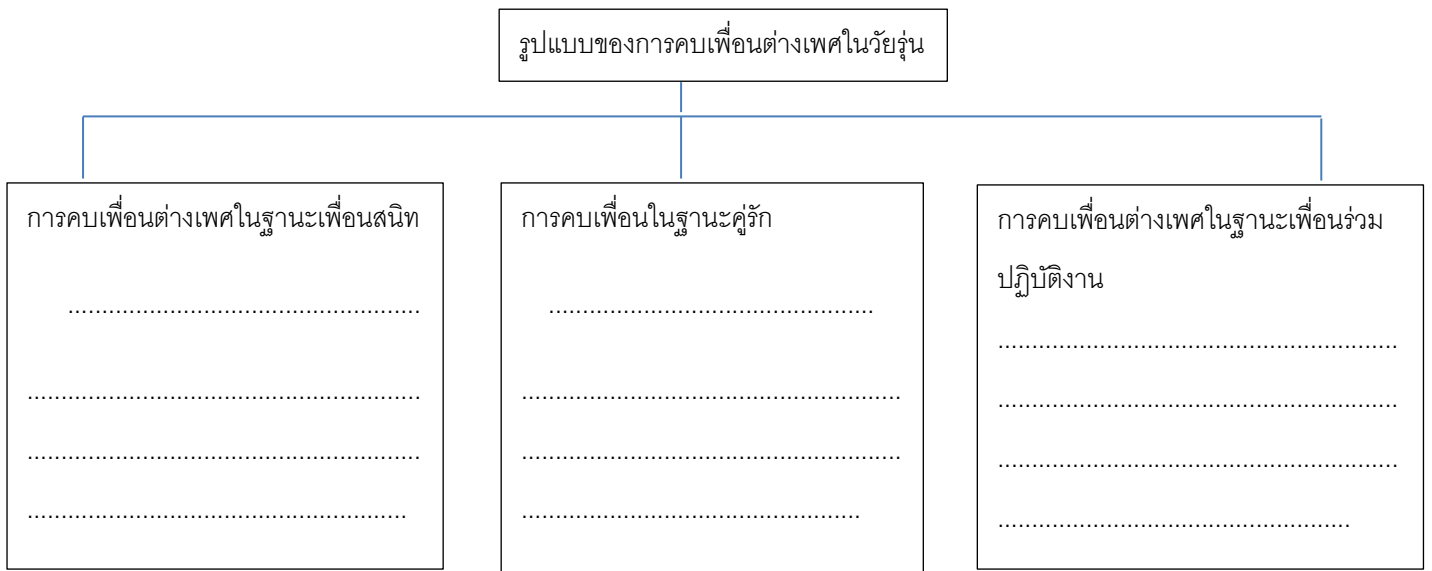 รูปแบบของการคบเพื่อนต่างเพศในวัยรุ่น
การคบเพื่อนต่างเพศในฐานะเพื่อนสนิท
....................................................
..........................................................
..........................................................
........................................................
การคบเพื่อนในฐานะคู่รัก
................................................
........................................................
........................................................
..................................................
การคบเพื่อนต่างเพศในฐานะเพื่อนร่วม
ปฏิบัติงาน
...........................................................
...........................................................
...........................................................
....................................................